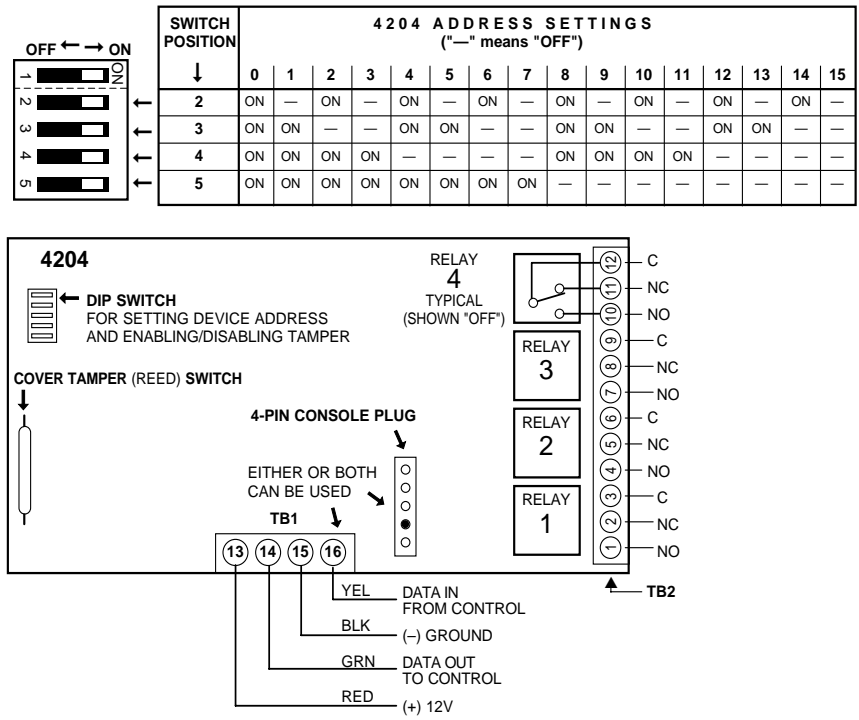 SWITCH POSITION 4204 ADDRESS SETTINGS
("—" means "OFF")
OFF ← → ON
↓ 0 1 2 3 4 5 6 7 8 9 10 11 12 13 14 15
2 ON — ON — ON — ON — ON — ON — ON — ON —
3 ON ON — — ON ON — — ON ON — — ON ON — —
4 ON ON ON ON — — — — ON ON ON ON — — — —
5 ON ON ON ON ON ON ON ON — — — — — — — —
ON
1
2
3
4
5
4204
DIP SWITCH
FOR SETTING DEVICE ADDRESS
AND ENABLING/DISABLING TAMPER
COVER TAMPER (REED) SWITCH
4-PIN CONSOLE PLUG
EITHER OR BOTH
CAN BE USED
TB1
13 14 15 16
RELAY
4
TYPICAL
(SHOWN "OFF")
RELAY
3
RELAY
2
RELAY
1
12 C
11 NC
10 NO
9 C
8 NC
7 NO
6 C
5 NC
4 NO
3 C
2 NC
1 NO
TB2
YEL DATA IN
FROM CONTROL
BLK (–) GROUND
GRN DATA OUT
TO CONTROL
RED (+) 12V